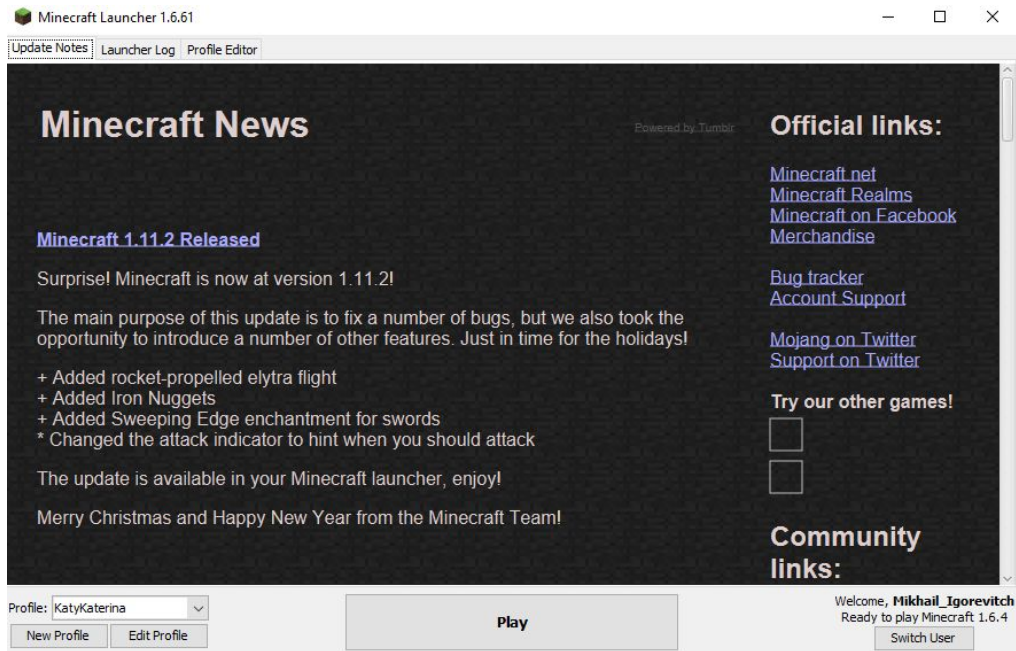 Minecraft Launcher 1.6.61
Update Notes Launcher Log Profile Editor
Minecraft News
Powered by Tumblr
Minecraft 1.11.2 Released
Surprise! Minecraft is now at version 1.11.2!
The main purpose of this update is to fix a number of bugs, but we also took the
opportunity to introduce a number of other features. Just in time for the holidays!
+ Added rocket-propelled elytra flight
+ Added Iron Nuggets
+ Added Sweeping Edge enchantment for swords
* Changed the attack indicator to hint when you should attack
The update is available in your Minecraft launcher, enjoy!
Merry Christmas and Happy New Year from the Minecraft Team!
Official links:
Minecraft net
Minecraft Realms
Minecraft on Facebook
Merchandise
Bug tracker
Account Support
Mojang on Twitter
Support on Twitter
Try our other games!
Community
links:
Profile: KatyKaterina
New Profile Edit Profile
Play
Welcome, Mikhail_Igorevitch
Ready to play Minecraft 1.6.4
Switch User